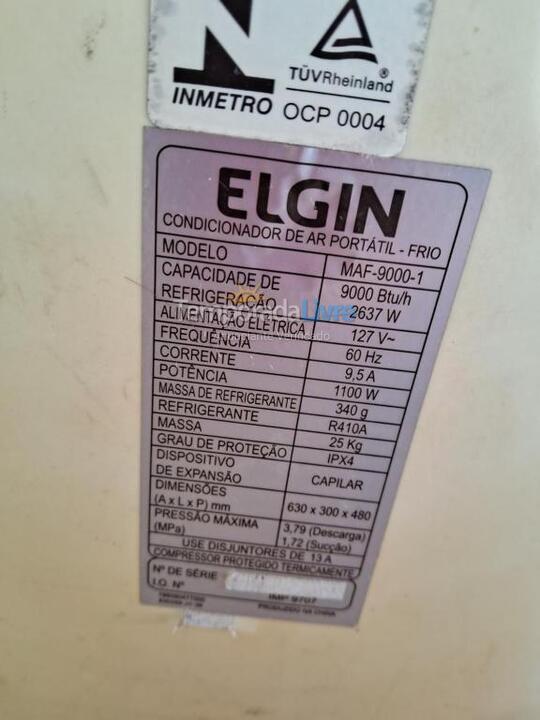 TÜVRheinland®
INMETRO OCP 0004
ELGIN
CONDICIONADOR DE AR PORTÁTIL - FRIO
MODELO MAF-9000-1
CAPACIDADE DE REFRIGERAÇÃO 9000 Btu/h 2637 W
TemporadaLivre
ALIMENTAÇÃO ELÉTRICA 127 V~
FREQUÊNCIA 60 Hz
CORRENTE 9,5 A
POTÊNCIA 1100 W
MASSA DE REFRIGERANTE 340 g
REFRIGERANTE R410A
MASSA 25 Kg
GRAU DE PROTEÇÃO IPX4
DISPOSITIVO
DE EXPANSÃO CAPILAR
DIMENSÕES
(A x L x P) mm 630 x 300 x 480
PRESSÃO MÁXIMA 3,79 (Descarga)
(MPa) 1,72 (Sucção)
USE DISJUNTORES DE 13 A
COMPRESSOR PROTEGIDO TERMICAMENTE
Nº DE SÉRIE
I.Q. Nº IMP 9707
PRODUZIDO NA CHINA